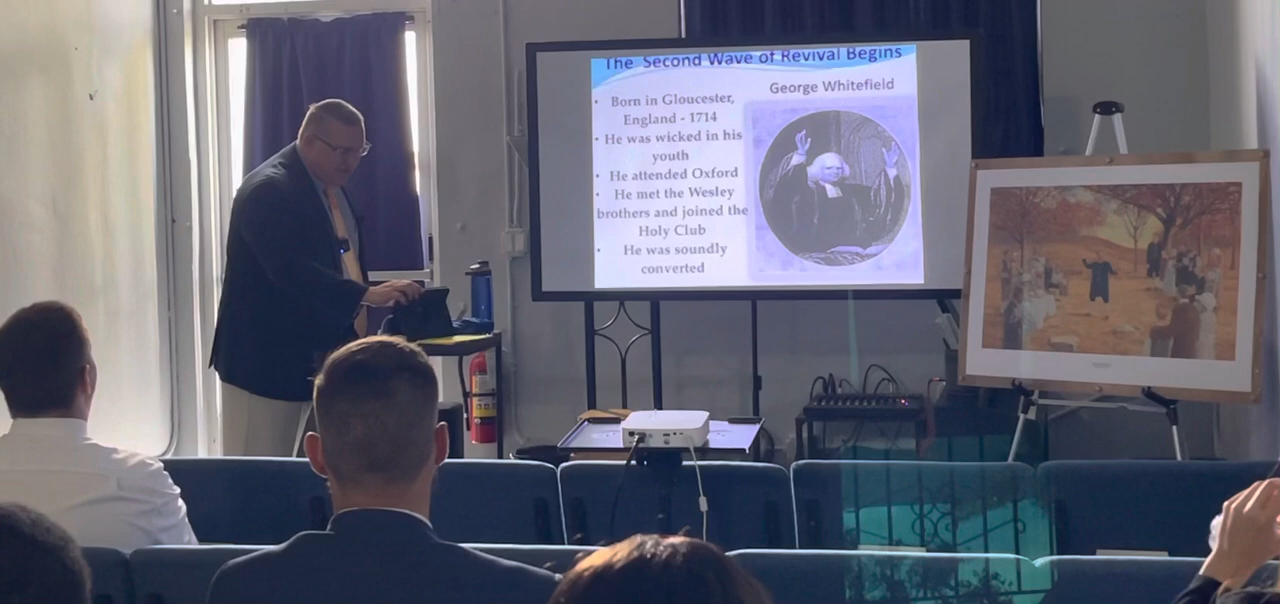 The Second Wave of Revival Begins
George Whitefield
• Born in Gloucester,
England - 1714
• He was wicked in his
youth
• He attended Oxford
• He met the Wesley
brothers and joined the
Holy Club
• He was soundly
converted